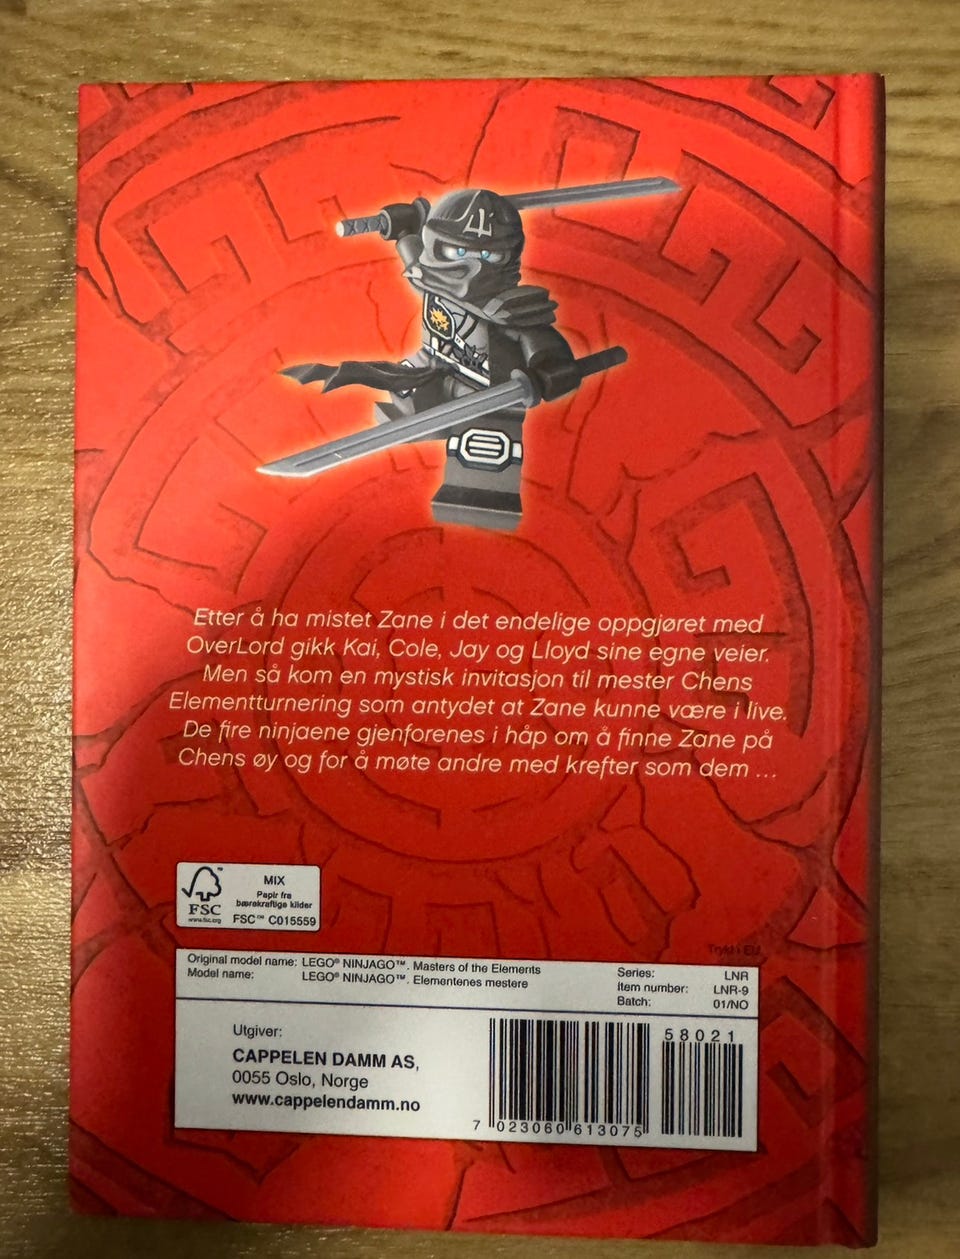 Etter å ha mistet Zane i det endelige oppgjøret med
OverLord gikk Kai, Cole, Jay og Lloyd sine egne veier.
Men så kom en mystisk invitasjon til mester Chens
Elementturnering som antydet at Zane kunne være i live.
De fire ninjaene gjenforenes i håp om å finne Zane på
Chens øy og for å møte andre med krefter som dem ...
FSC
www.fsc.org
MIX
Papir fra
bærekraftige kilder
FSC™ C015559
Trykt i EU
Original model name: LEGO® NINJAGO™. Masters of the Elements
Model name: LEGO® NINJAGO™. Elementenes mestere
Series: LNR
Item number: LNR-9
Batch: 01/NO
Utgiver:
CAPPELEN DAMM AS,
0055 Oslo, Norge
www.cappelendamm.no
7 023060 613075
58021